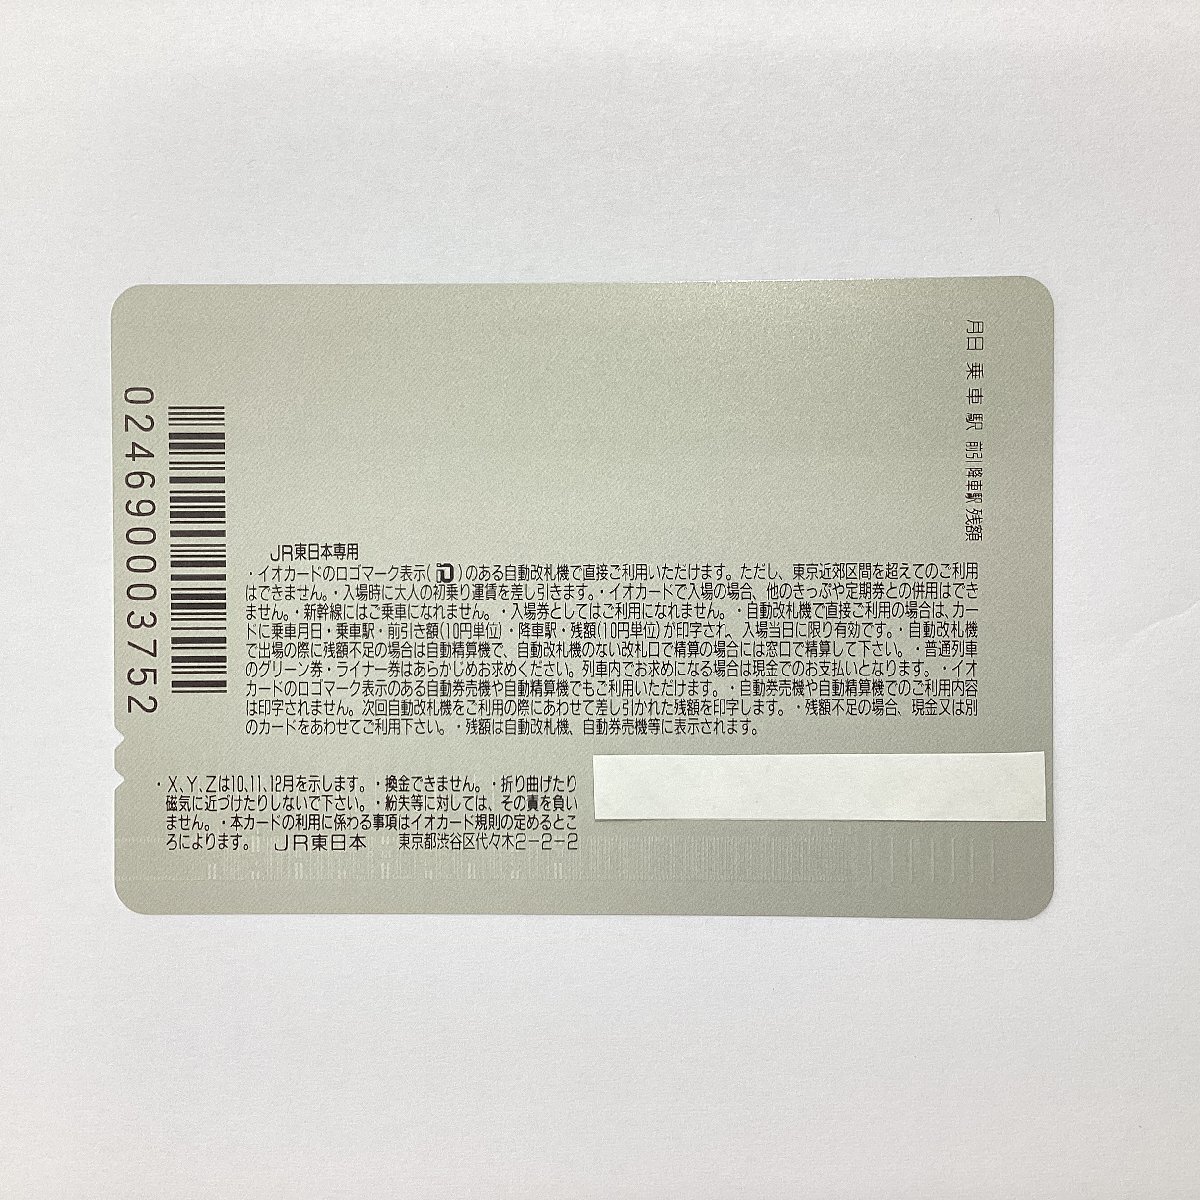 月日 乗車駅 前引 降車駅 残額
0246900003752
JR東日本専用
・イオカードのロゴマーク表示( )のある自動改札機で直接ご利用いただけます。ただし、東京近郊区間を超えてのご利用
はできません。・入場時に大人の初乗り運賃を差し引きます。・イオカードで入場の場合、他のきっぷや定期券との併用はでき
ません。・新幹線にはご乗車になれません。・入場券としてはご利用になれません。・自動改札機で直接ご利用の場合は、カー
ドに乗車月日・乗車駅・前引き額(10円単位)・降車駅・残額(10円単位)が印字され、入場当日に限り有効です。・自動改札機
で出場の際に残額不足の場合は自動精算機で、自動改札機のない改札口で精算の場合には窓口で精算して下さい。・普通列車
のグリーン券・ライナー券はあらかじめお求めください。列車内でお求めになる場合は現金でのお支払いとなります。・イオ
カードのロゴマーク表示のある自動券売機や自動精算機でもご利用いただけます。・自動券売機や自動精算機でのご利用内容
は印字されません。次回自動改札機をご利用の際にあわせて差し引かれた残額を印字します。・残額不足の場合、現金又は別
のカードをあわせてご利用下さい。・残額は自動改札機、自動券売機等に表示されます。
・X、Y、Zは10、11、12月を示します。・換金できません。・折り曲げたり
磁気に近づけたりしないで下さい。・紛失等に対しては、その責を負い
ません。・本カードの利用に係わる事項はイオカード規則の定めるとこ
ろによります。 JR東日本 東京都渋谷区代々木2-2-2